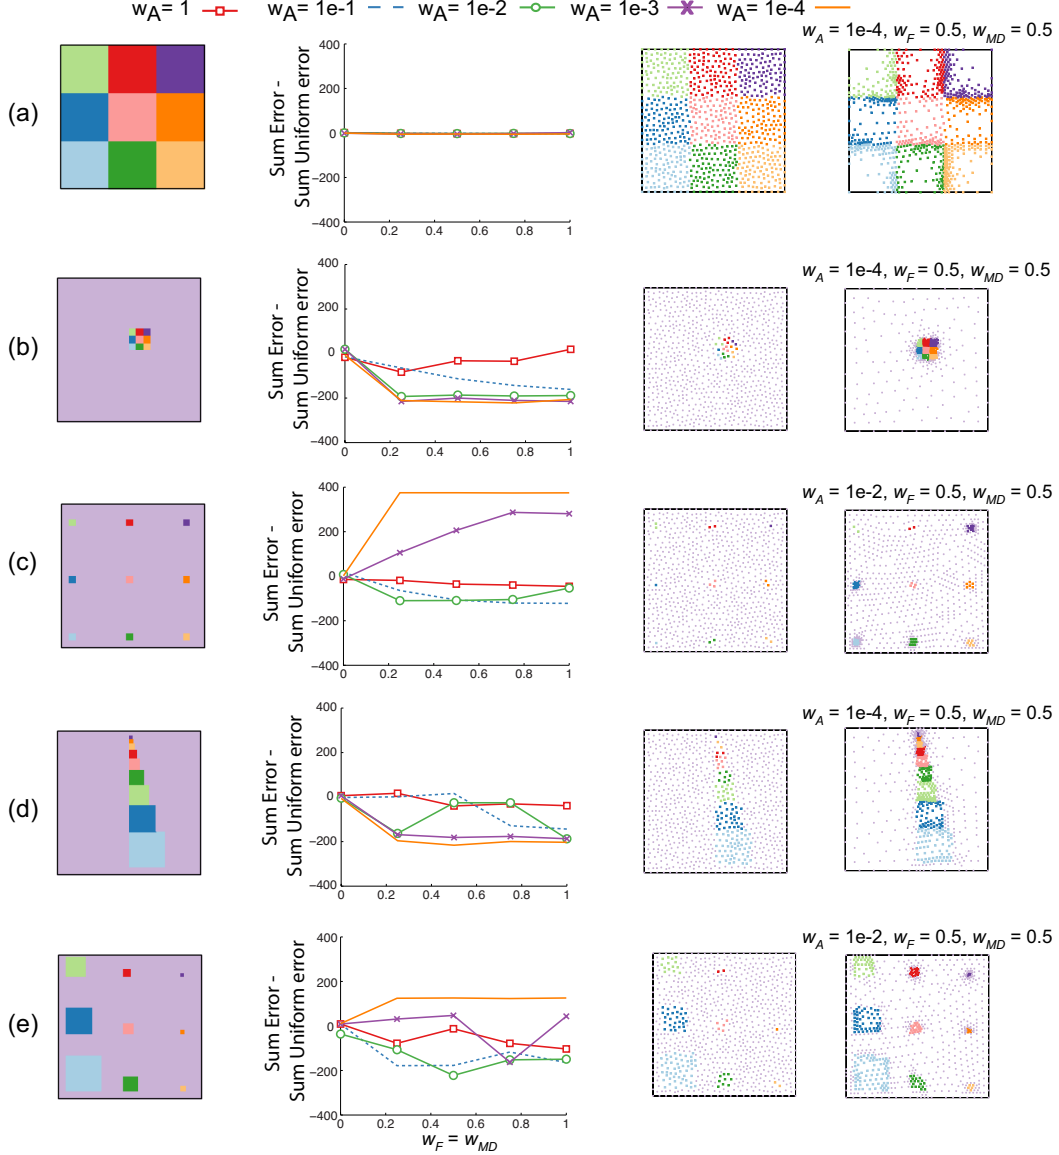 w_A= 1 w_A= 1e-1 w_A= 1e-2 w_A= 1e-3 w_A= 1e-4
w_A = 1e-4, w_F = 0.5, w_MD = 0.5
(a)
Sum Error -
Sum Uniform error
400
200
0
−200
−400
0 0.2 0.4 0.6 0.8 1
w_A = 1e-4, w_F = 0.5, w_MD = 0.5
(b)
Sum Error -
Sum Uniform error
400
200
0
−200
−400
0 0.2 0.4 0.6 0.8 1
w_A = 1e-2, w_F = 0.5, w_MD = 0.5
(c)
Sum Error -
Sum Uniform error
400
200
0
−200
−400
0 0.2 0.4 0.6 0.8 1
w_A = 1e-4, w_F = 0.5, w_MD = 0.5
(d)
Sum Error -
Sum Uniform error
400
200
0
−200
−400
0 0.2 0.4 0.6 0.8 1
w_A = 1e-2, w_F = 0.5, w_MD = 0.5
(e)
Sum Error -
Sum Uniform error
400
200
0
−200
−400
0 0.2 0.4 0.6 0.8 1
w_F = w_MD